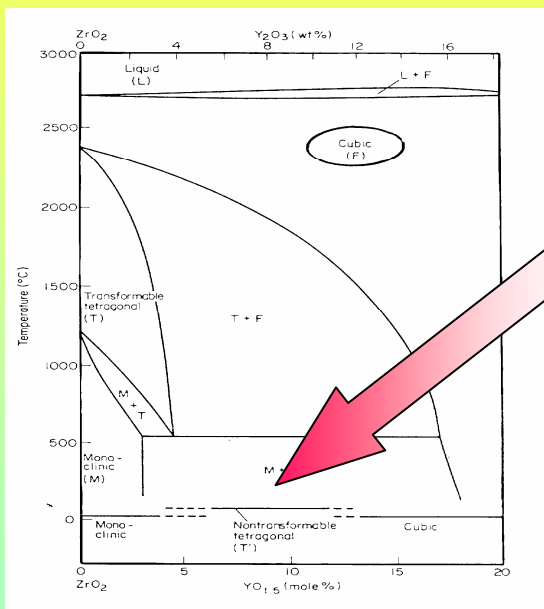 ZrO2 Y2O3 (wt%)
0 4 8 12 16
3000
2500
2000
1500
1000
500
0
Temperature (°C)
Liquid
(L)
L + F
Cubic
(F)
Transformable
tetragonal
(T)
T + F
M
+
T
Mono-
clinic
(M)
M +
Mono-
clinic
Nontransformable
tetragonal
(T')
Cubic
0 5 10 15 20
ZrO2 YO1.5 (mole %)